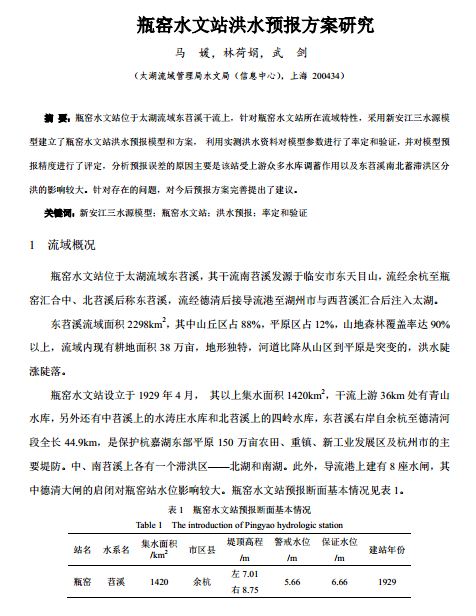 瓶窑水文站洪水预报方案研究
马 媛，林荷娟，武 剑
（太湖流域管理局水文局（信息中心），上海 200434）
摘 要：瓶窑水文站位于太湖流域东苕溪干流上，针对瓶窑水文站所在流域特性，采用新安江三水源模
型建立了瓶窑水文站洪水预报模型和方案， 利用实测洪水资料对模型参数进行了率定和验证，并对模型预
报精度进行了评定，分析预报误差的原因主要是该站受上游众多水库调蓄作用以及东苕溪南北蓄滞洪区分
洪的影响较大。针对存在的问题，对今后预报方案完善提出了建议。
关键词：新安江三水源模型；瓶窑水文站；洪水预报；率定和验证
1 流域概况
瓶窑水文站位于太湖流域东苕溪，其干流南苕溪发源于临安市东天目山，流经余杭至瓶
窑汇合中、北苕溪后称东苕溪，流经德清后接导流港至湖州市与西苕溪汇合后注入太湖。
东苕溪流域面积 2298km²，其中山丘区占 88%，平原区占 12%，山地森林覆盖率达 90%
以上，流域内现有耕地面积 38 万亩，地形独特，河道比降从山区到平原是突变的，洪水陡
涨陡落。
瓶窑水文站设立于 1929 年 4 月， 其以上集水面积 1420km²，干流上游 36km 处有青山
水库，另外还有中苕溪上的水涛庄水库和北苕溪上的四岭水库，东苕溪右岸自余杭至德清河
段全长 44.9km，是保护杭嘉湖东部平原 150 万亩农田、重镇、新工业发展区及杭州市的主
要堤防。中、南苕溪上各有一个滞洪区——北湖和南湖。此外，导流港上建有 8 座水闸，其
中德清大闸的启闭对瓶窑站水位影响较大。瓶窑水文站预报断面基本情况见表 1。
表 1 瓶窑水文站预报断面基本情况
Table 1 The introduction of Pingyao hydrologic station
站名 水系名 集水面积/km² 市区县 堤顶高程/m 警戒水位/m 保证水位/m 建站年份
瓶窑 苕溪 1420 余杭 左 7.01 右 8.75 5.66 6.66 1929